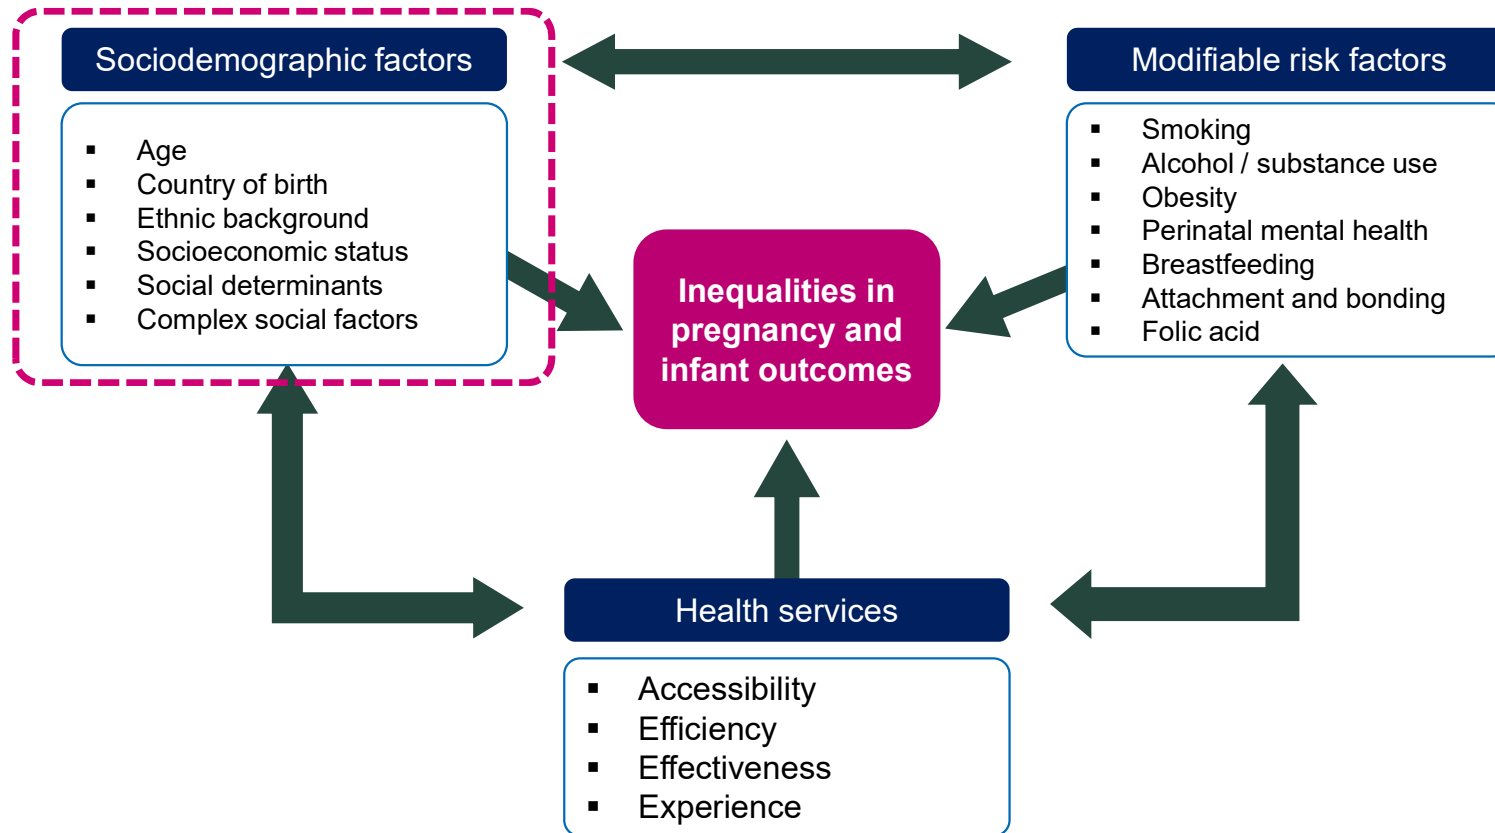 Sociodemographic factors
Age
Country of birth
Ethnic background
Socioeconomic status
Social determinants
Complex social factors
Modifiable risk factors
Smoking
Alcohol / substance use
Obesity
Perinatal mental health
Breastfeeding
Attachment and bonding
Folic acid
Inequalities in
pregnancy and
infant outcomes
Health services
Accessibility
Efficiency
Effectiveness
Experience